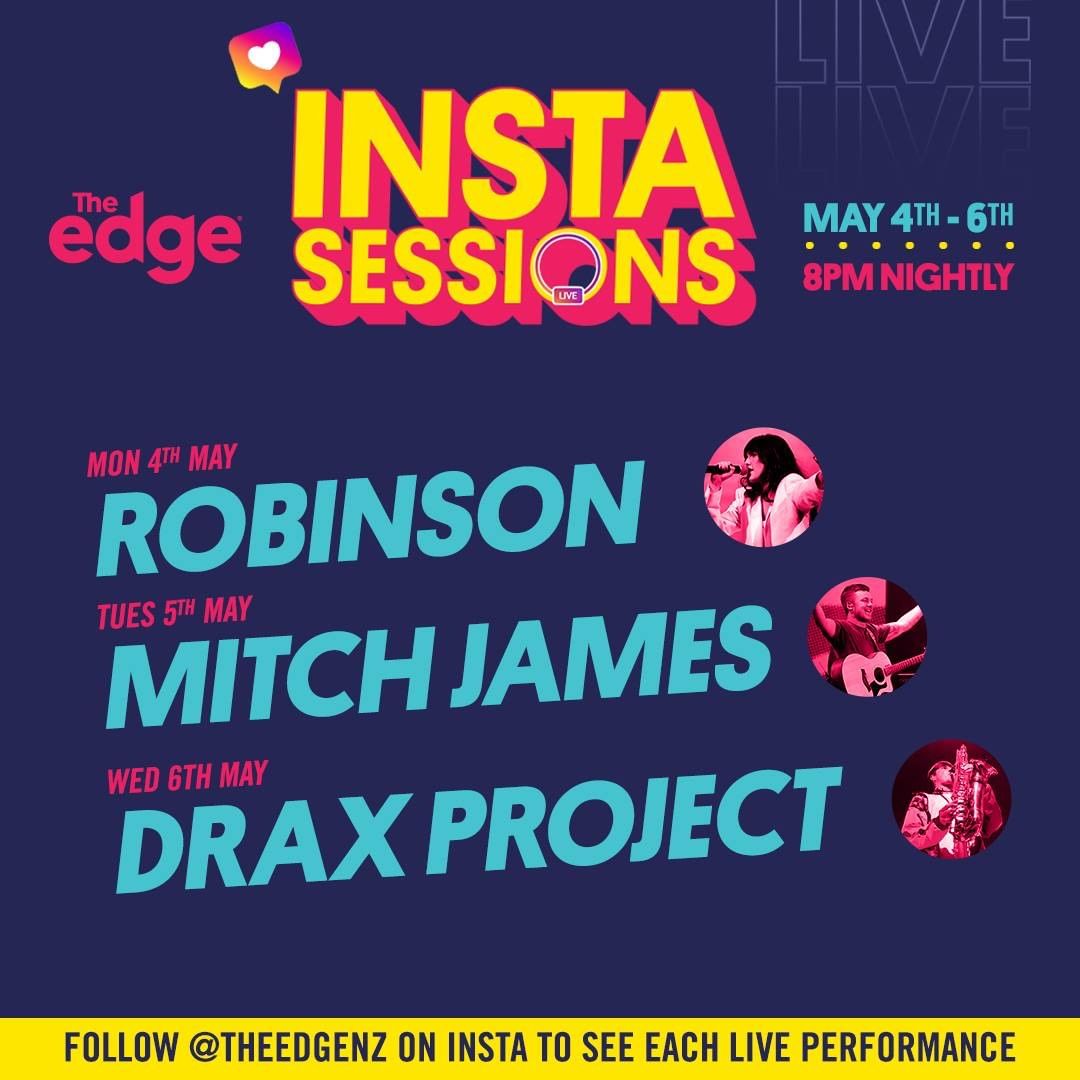 LIVE
LIVE
INSTA
SESSIONS
LIVE
The
edge
MAY 4TH - 6TH
8PM NIGHTLY
MON 4TH MAY
ROBINSON
TUES 5TH MAY
MITCH JAMES
WED 6TH MAY
DRAX PROJECT
FOLLOW @THEEDGENZ ON INSTA TO SEE EACH LIVE PERFORMANCE